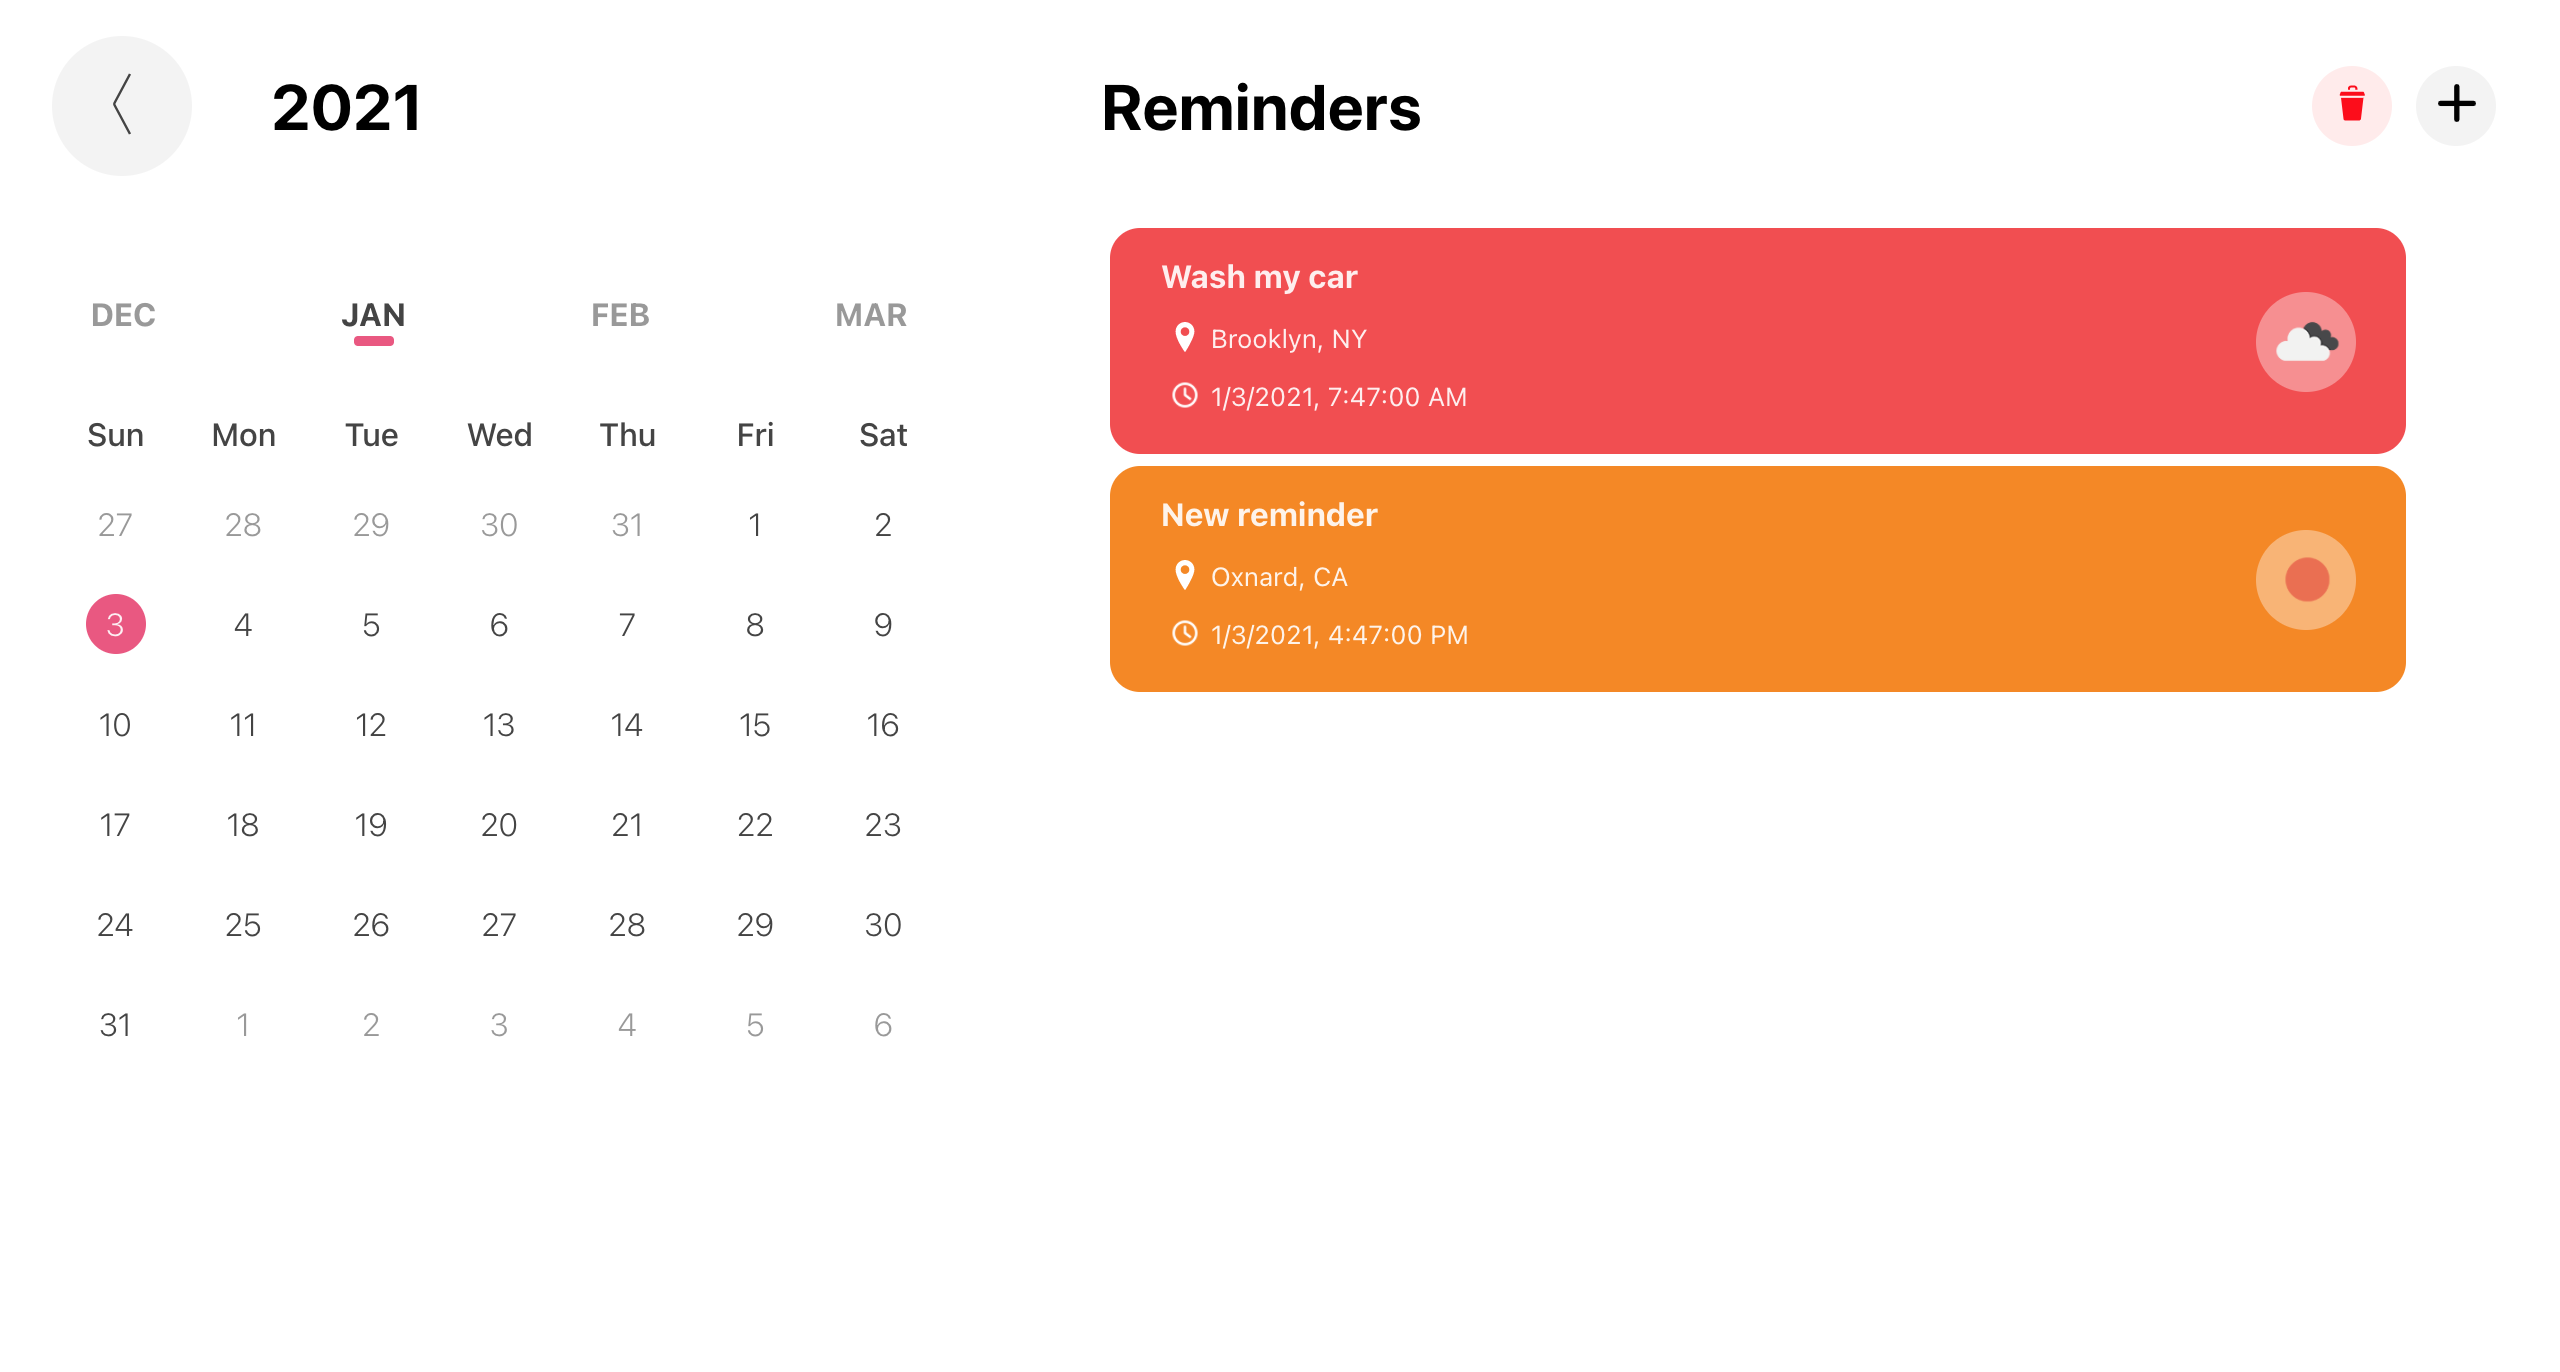 2021
DEC JAN FEB MAR
Sun Mon Tue Wed Thu Fri Sat
27 28 29 30 31 1 2
3 4 5 6 7 8 9
10 11 12 13 14 15 16
17 18 19 20 21 22 23
24 25 26 27 28 29 30
31 1 2 3 4 5 6
Reminders
Wash my car
Brooklyn, NY
1/3/2021, 7:47:00 AM
New reminder
Oxnard, CA
1/3/2021, 4:47:00 PM